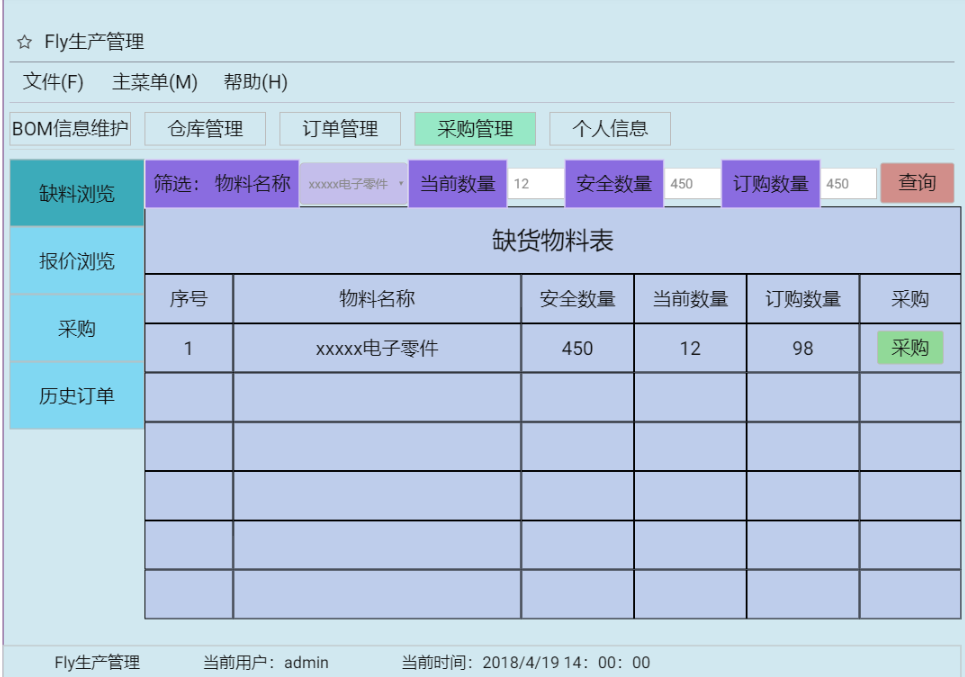 ☆ Fly生产管理
文件(F) 主菜单(M) 帮助(H)
BOM信息维护 仓库管理 订单管理 采购管理 个人信息
缺料浏览 筛选： 物料名称 xxxxx电子零件 当前数量 12 安全数量 450 订购数量 450 查询
缺货物料表
报价浏览
序号 物料名称 安全数量 当前数量 订购数量 采购
采购
1 xxxxx电子零件 450 12 98 采购
历史订单
Fly生产管理 当前用户：admin 当前时间：2018/4/19 14：00：00